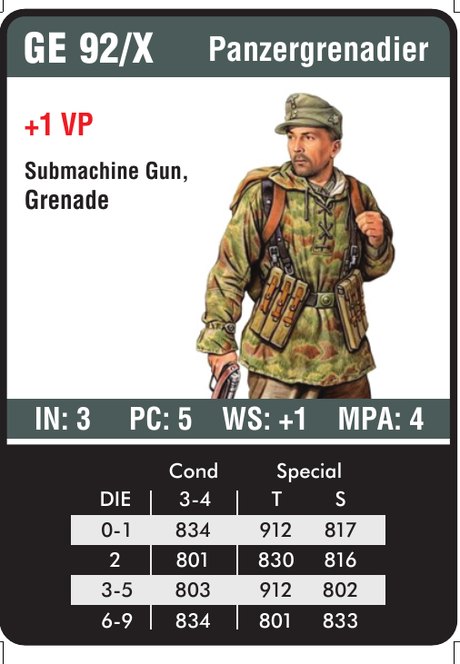 GE 92/X Panzergrenadier
+1 VP
Submachine Gun,
Grenade
IN: 3 PC: 5 WS: +1 MPA: 4
Cond Special
DIE 3-4 T S
0-1 834 912 817
2 801 830 816
3-5 803 912 802
6-9 834 801 833